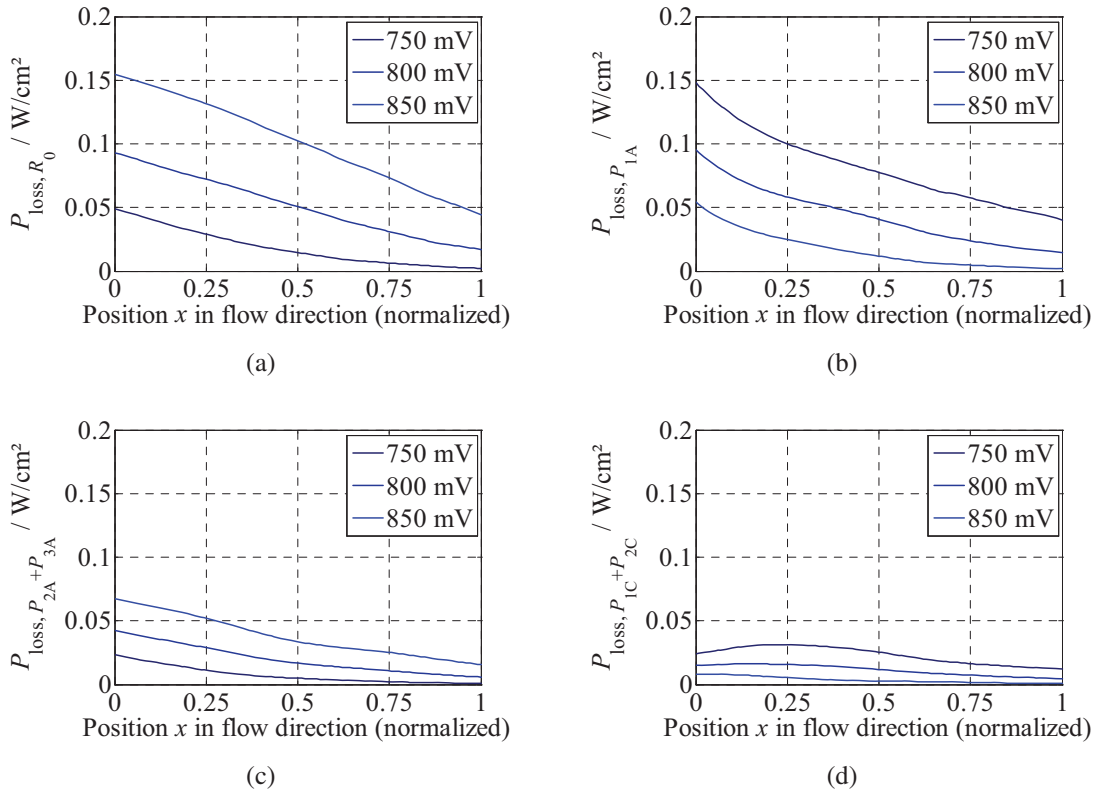 0.2
0.15
0.1
0.05
0
P_loss, R_0 / W/cm²
750 mV
800 mV
850 mV
0 0.25 0.5 0.75 1
Position x in flow direction (normalized)
(a)
0.2
0.15
0.1
0.05
0
P_loss, P_1A / W/cm²
750 mV
800 mV
850 mV
0 0.25 0.5 0.75 1
Position x in flow direction (normalized)
(b)
0.2
0.15
0.1
0.05
0
P_loss, P_2A+P_3A / W/cm²
750 mV
800 mV
850 mV
0 0.25 0.5 0.75 1
Position x in flow direction (normalized)
(c)
0.2
0.15
0.1
0.05
0
P_loss, P_1C+P_2C / W/cm²
750 mV
800 mV
850 mV
0 0.25 0.5 0.75 1
Position x in flow direction (normalized)
(d)